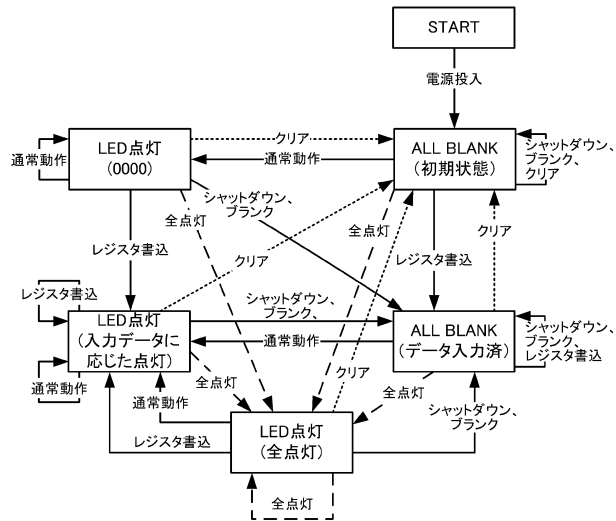 START
電源投入
LED点灯
(0000)
クリア
ALL BLANK
(初期状態)
通常動作
通常動作
シャットダウン、
ブランク、
クリア
シャットダウン、
ブランク
全点灯
全点灯
レジスタ書込
クリア
レジスタ書込
クリア
レジスタ書込
LED点灯
(入力データに
応じた点灯)
シャットダウン、
ブランク、
通常動作
ALL BLANK
(データ入力済)
シャットダウン、
ブランク、
レジスタ書込
通常動作
全点灯
クリア
全点灯
通常動作
シャットダウン、
ブランク
レジスタ書込
LED点灯
(全点灯)
全点灯